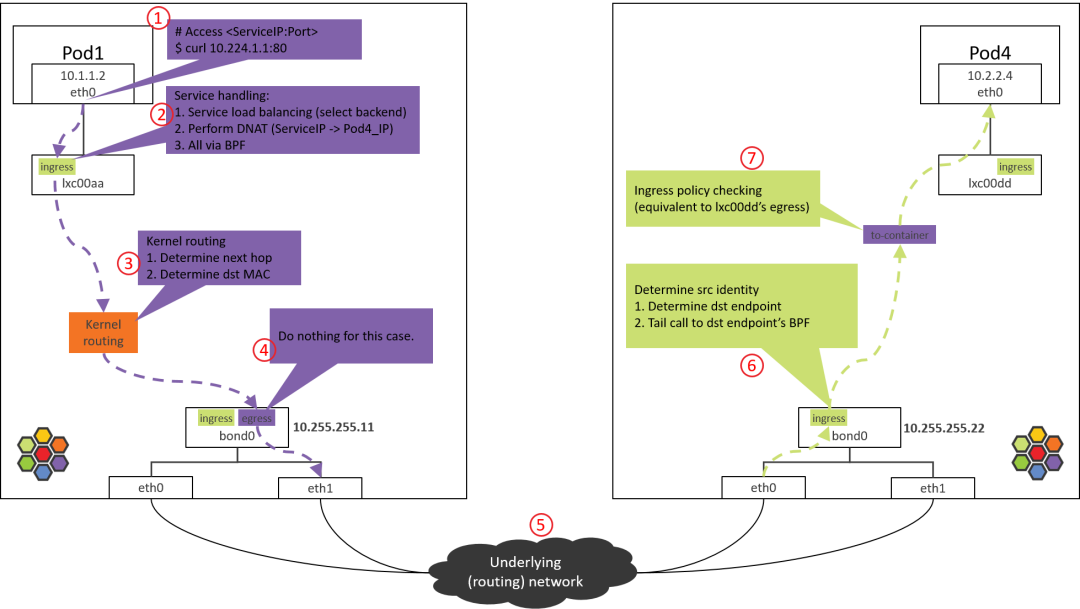 ①
# Access <ServiceIP:Port>
$ curl 10.224.1.1:80
Pod1
10.1.1.2
eth0
②
Service handling:
1. Service load balancing (select backend)
2. Perform DNAT (ServiceIP -> Pod4_IP)
3. All via BPF
ingress
lxc00aa
③
Kernel routing
1. Determine next hop
2. Determine dst MAC
Kernel
routing
④
Do nothing for this case.
ingress
egress
bond0
10.255.255.11
eth0
eth1
⑤
Underlying
(routing) network
Pod4
10.2.2.4
eth0
ingress
lxc00dd
⑦
Ingress policy checking
(equivalent to lxc00dd's egress)
to-container
Determine src identity
1. Determine dst endpoint
2. Tail call to dst endpoint's BPF
⑥
ingress
bond0
10.255.255.22
eth0
eth1